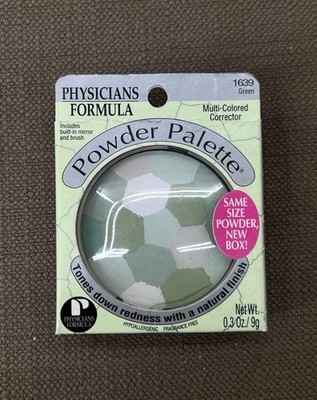 1639
Green
PHYSICIANS
FORMULA
Multi-Colored
Corrector
Includes
built-in mirror
and brush
Powder Palette®
SAME
SIZE
POWDER,
NEW
BOX!
Tones down redness with a natural finish
PHYSICIANS
FORMULA
HYPOALLERGENIC FRAGRANCE FREE
Net Wt.
0.3 Oz./ 9g